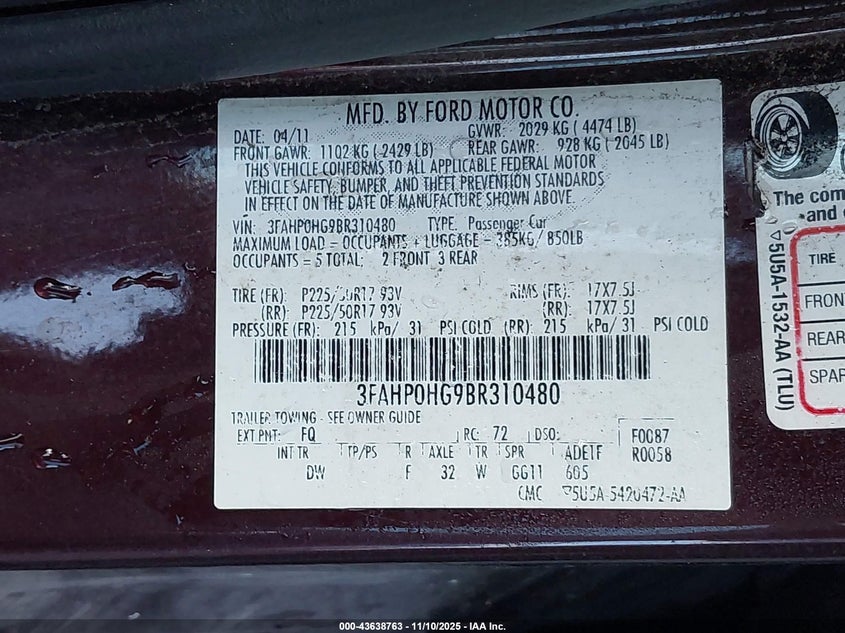 MFD. BY FORD MOTOR CO.
DATE: 04/11 GVWR: 2029 KG ( 4474 LB)
FRONT GAWR: 1102 KG ( 2429 LB) REAR GAWR: 928 KG ( 2045 LB)
THIS VEHICLE CONFORMS TO ALL APPLICABLE FEDERAL MOTOR
VEHICLE SAFETY, BUMPER, AND THEFT PREVENTION STANDARDS
IN EFFECT ON THE DATE OF MANUFACTURE SHOWN ABOVE.
VIN: 3FAHP0HG9BR310480 TYPE: Passenger Car
MAXIMUM LOAD = OCCUPANTS + LUGGAGE = 385KG/ 850LB
OCCUPANTS = 5 TOTAL: 2 FRONT 3 REAR
TIRE (FR): P225/50R17 93V RIMS (FR): 17X7.5J
(RR): P225/50R17 93V (RR): 17X7.5J
PRESSURE (FR): 215 kPa/ 31 PSI COLD (RR): 215 kPa/ 31 PSI COLD
3FAHP0HG9BR310480
TRAILER TOWING - SEE OWNER GUIDE
EXT PNT: FQ RC: 72 DSO: F0087
INT TR TP/PS R AXLE TR SPR ADETF R0058
DW F 32 W GG11 605
CMC ▽5U5A-5420472-AA
The com
and
▽5U5A-1532-AA (TLU)
TIRE
FRON
REAR
SPAR
000-43638763 - 11/10/2025 - IAA Inc.